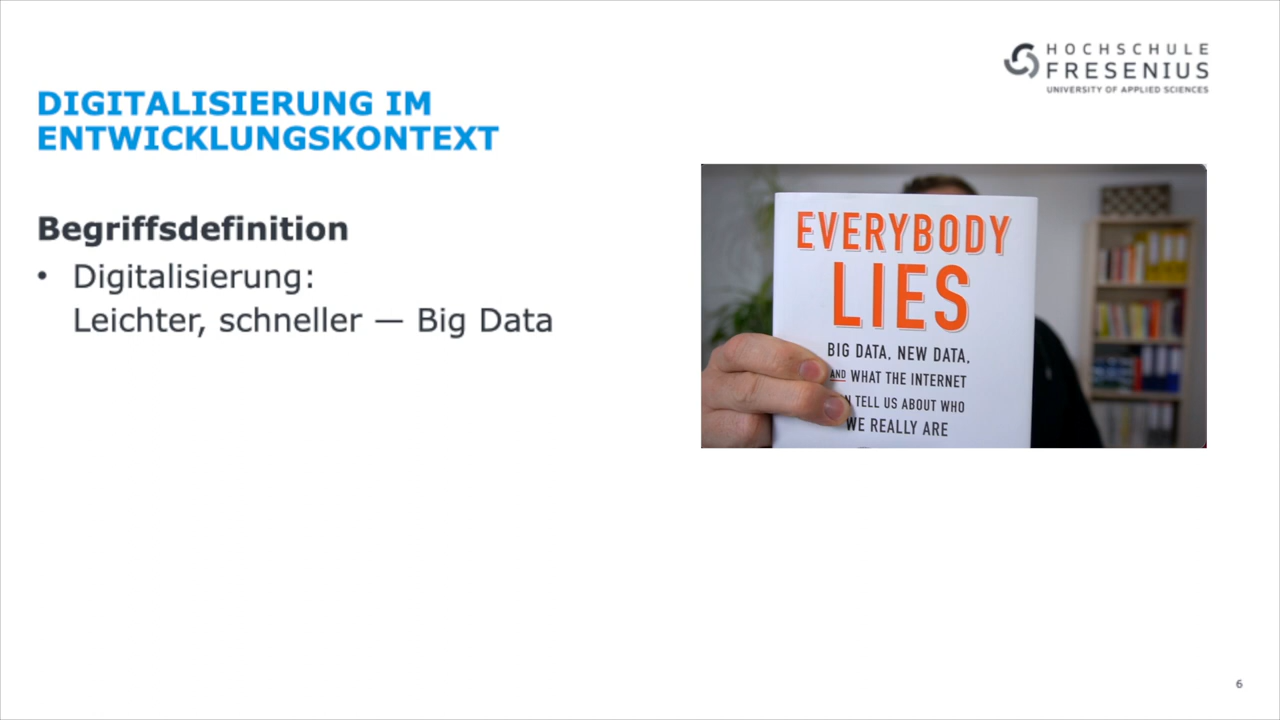 HOCHSCHULE
FRESENIUS
UNIVERSITY OF APPLIED SCIENCES
DIGITALISIERUNG IM
ENTWICKLUNGSKONTEXT
Begriffsdefinition
• Digitalisierung:
Leichter, schneller — Big Data
EVERYBODY
LIES
BIG DATA, NEW DATA,
AND WHAT THE INTERNET
TELL US ABOUT WHO
WE REALLY ARE
6